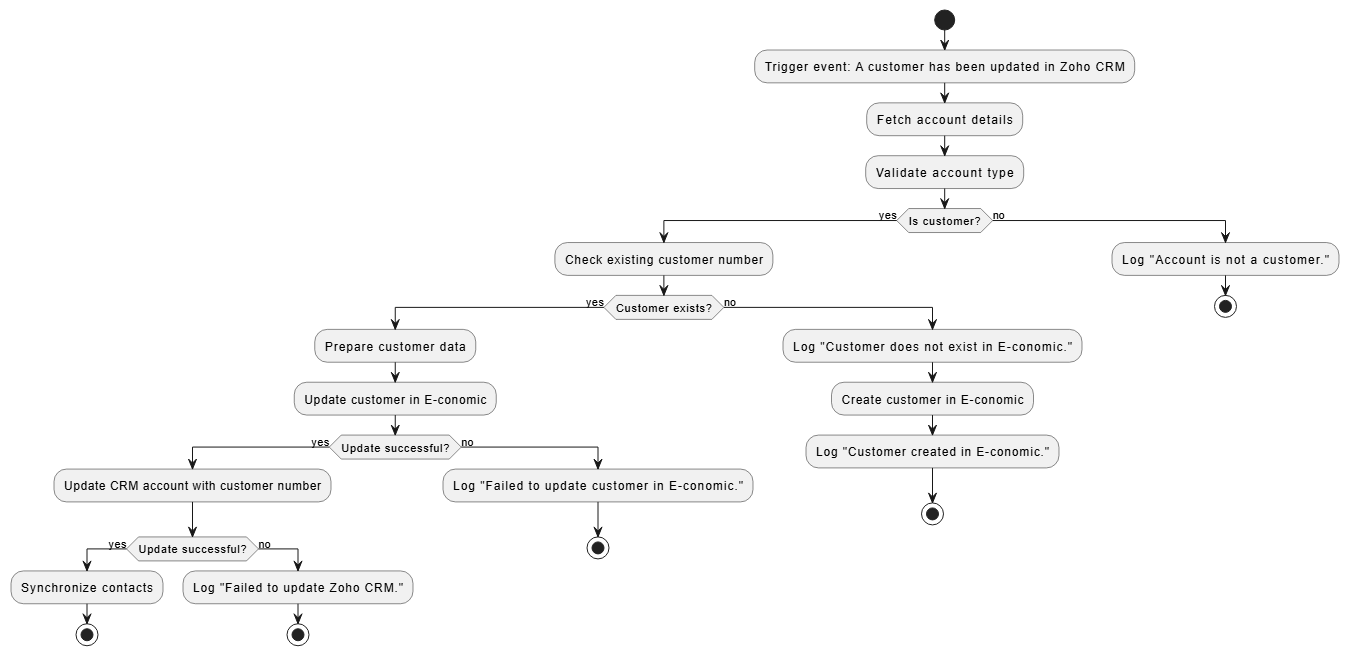 Trigger event: A customer has been updated in Zoho CRM
Fetch account details
Validate account type
yes
Is customer?
no
Check existing customer number
Log "Account is not a customer."
yes
Customer exists?
no
Prepare customer data
Log "Customer does not exist in E-conomic."
Update customer in E-conomic
Create customer in E-conomic
yes
Update successful?
no
Log "Customer created in E-conomic."
Update CRM account with customer number
Log "Failed to update customer in E-conomic."
yes
Update successful?
no
Synchronize contacts
Log "Failed to update Zoho CRM."